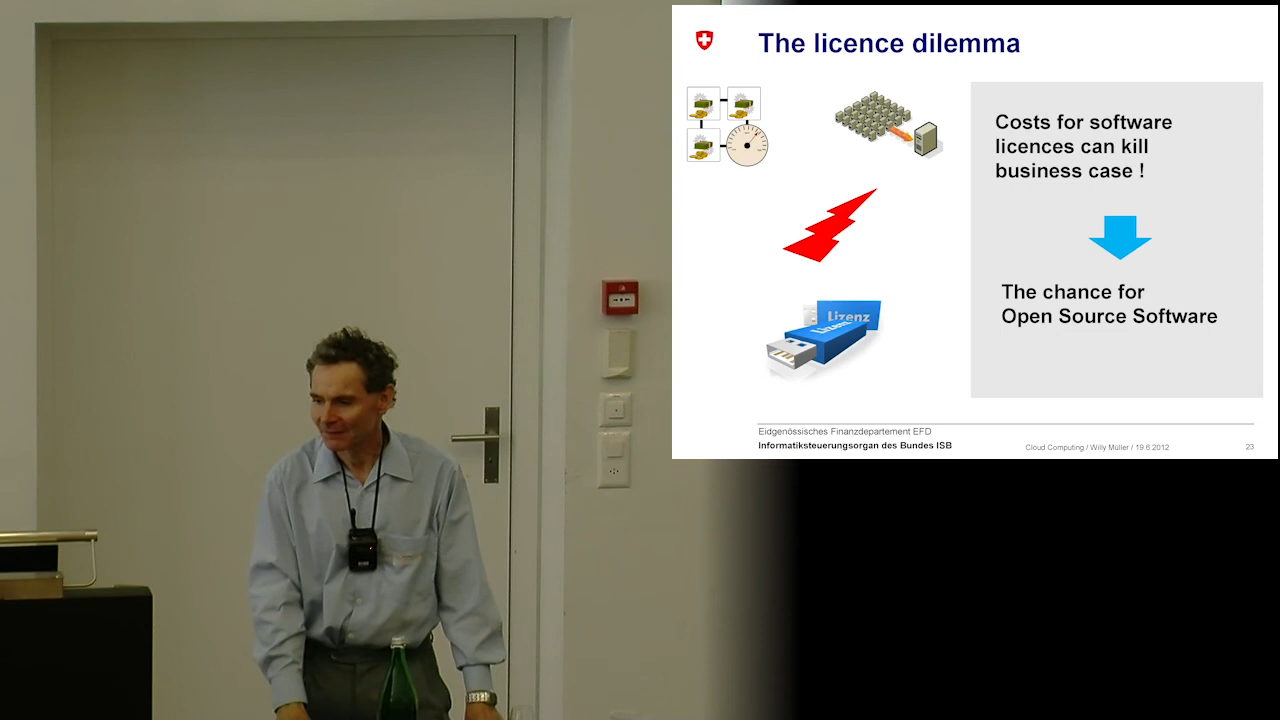 The licence dilemma
Costs for software
licences can kill
business case !
The chance for
Open Source Software
Lizenz
Lizenz
Eidgenössisches Finanzdepartement EFD
Informatiksteuerungsorgan des Bundes ISB
Cloud Computing / Willy Müller / 19.6 2012
23